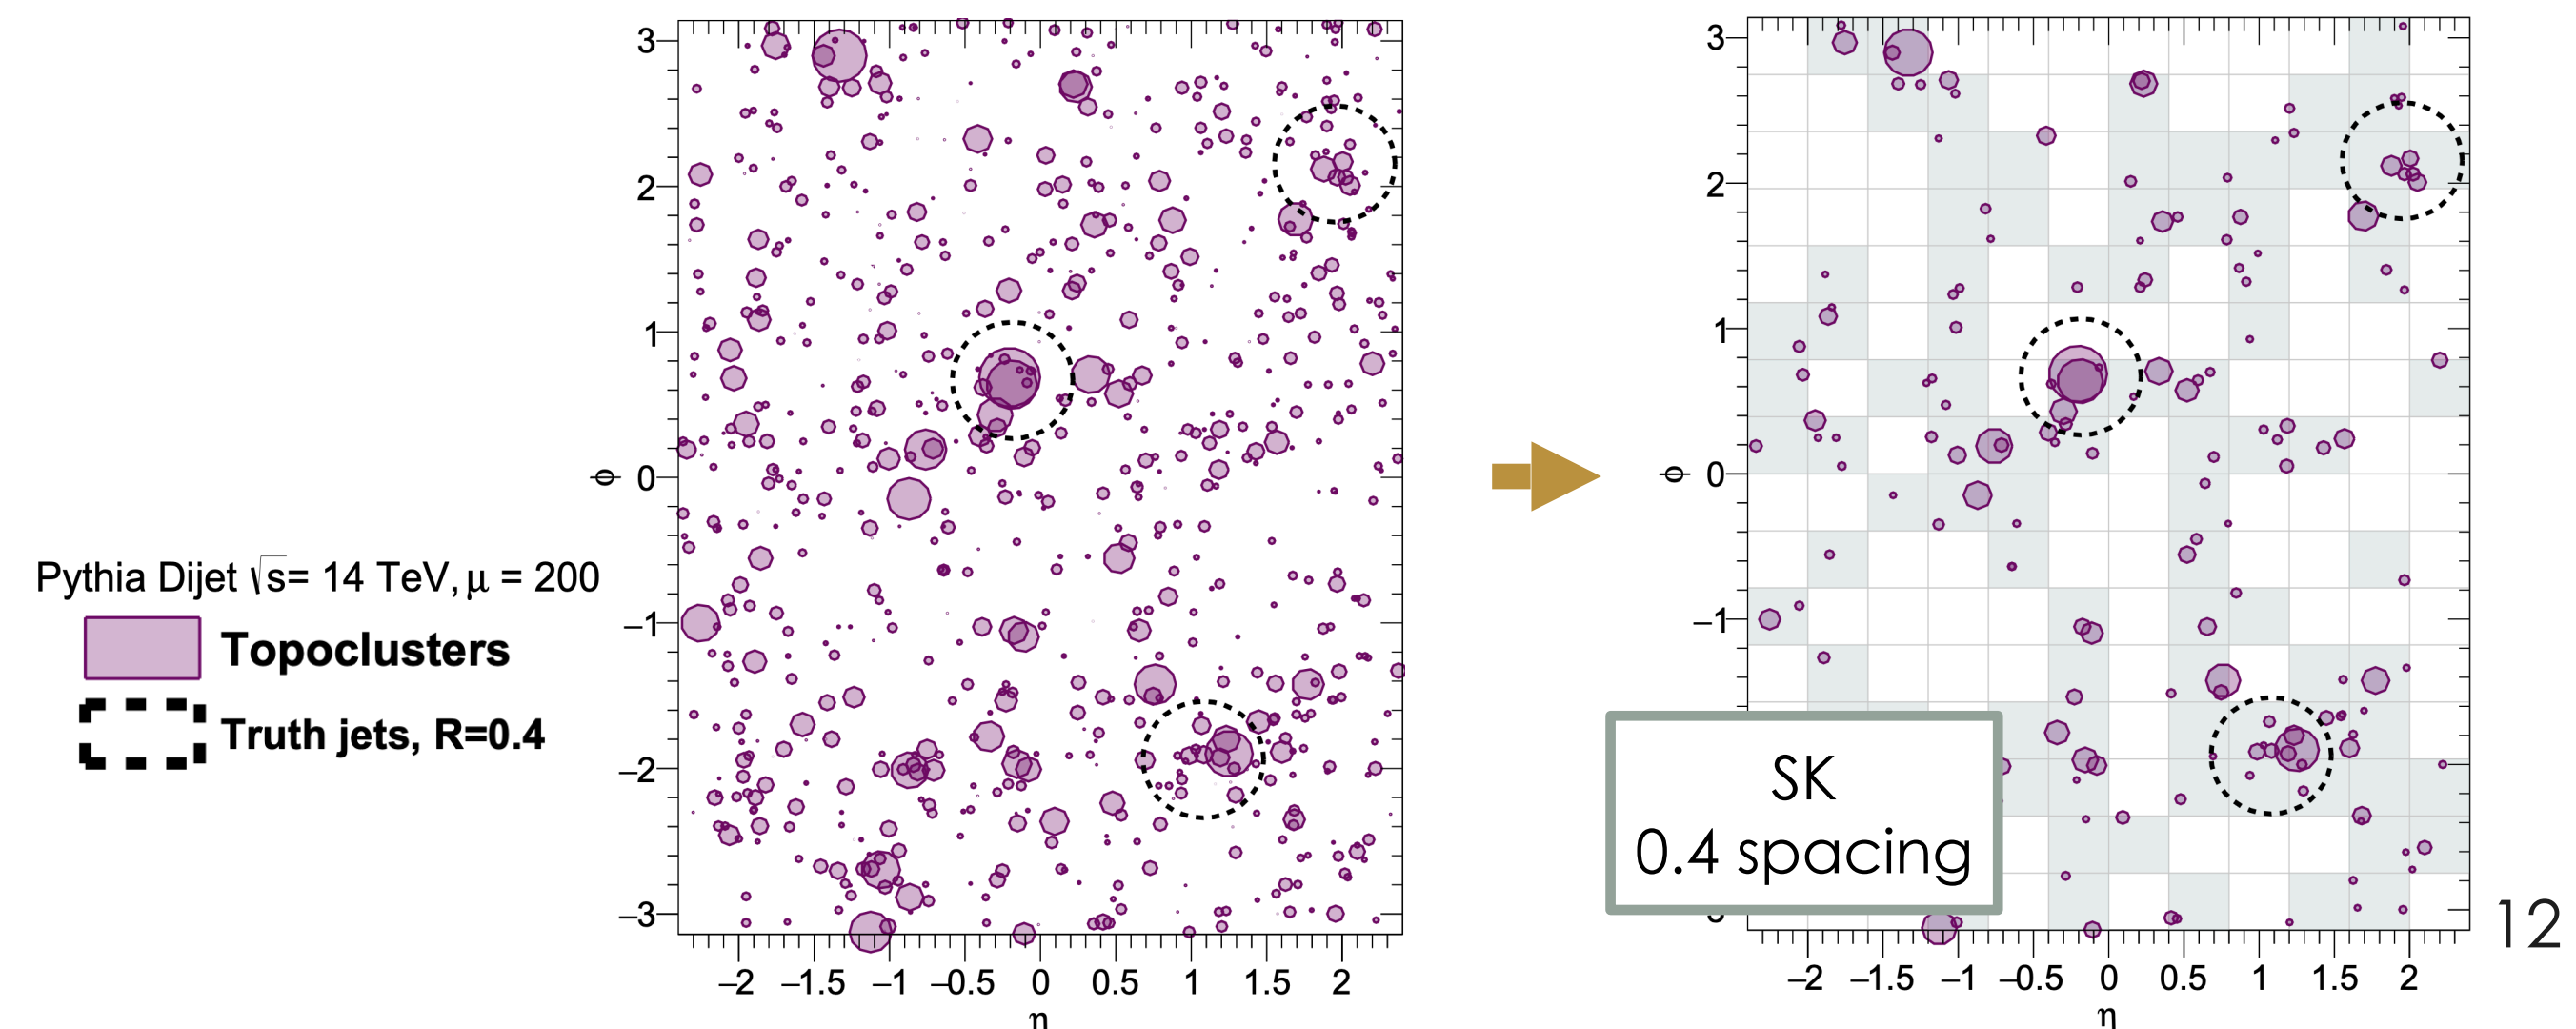 Pythia Dijet √s= 14 TeV, μ = 200
Topoclusters
Truth jets, R=0.4
ϕ
3
2
1
0
−1
−2
−3
−2 −1.5 −1 −0.5 0 0.5 1 1.5 2
η
ϕ
3
2
1
0
−1
−2 −1.5 −1 −0.5 0 0.5 1 1.5 2
η
SK
0.4 spacing
12